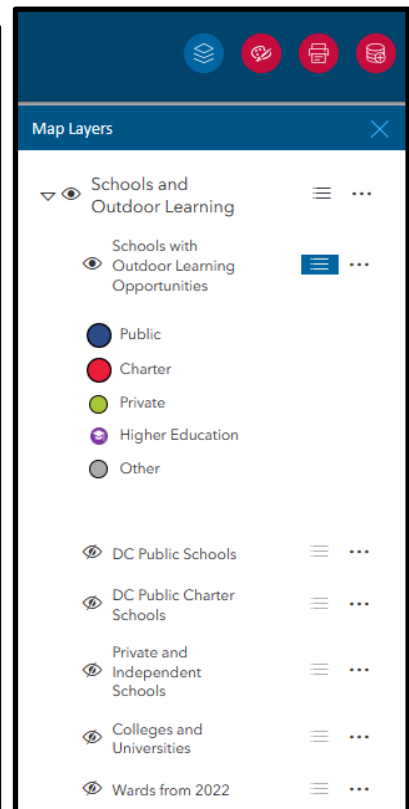 Map Layers
Schools and
Outdoor Learning
Schools with
Outdoor Learning
Opportunities
Public
Charter
Private
Higher Education
Other
DC Public Schools
DC Public Charter
Schools
Private and
Independent
Schools
Colleges and
Universities
Wards from 2022